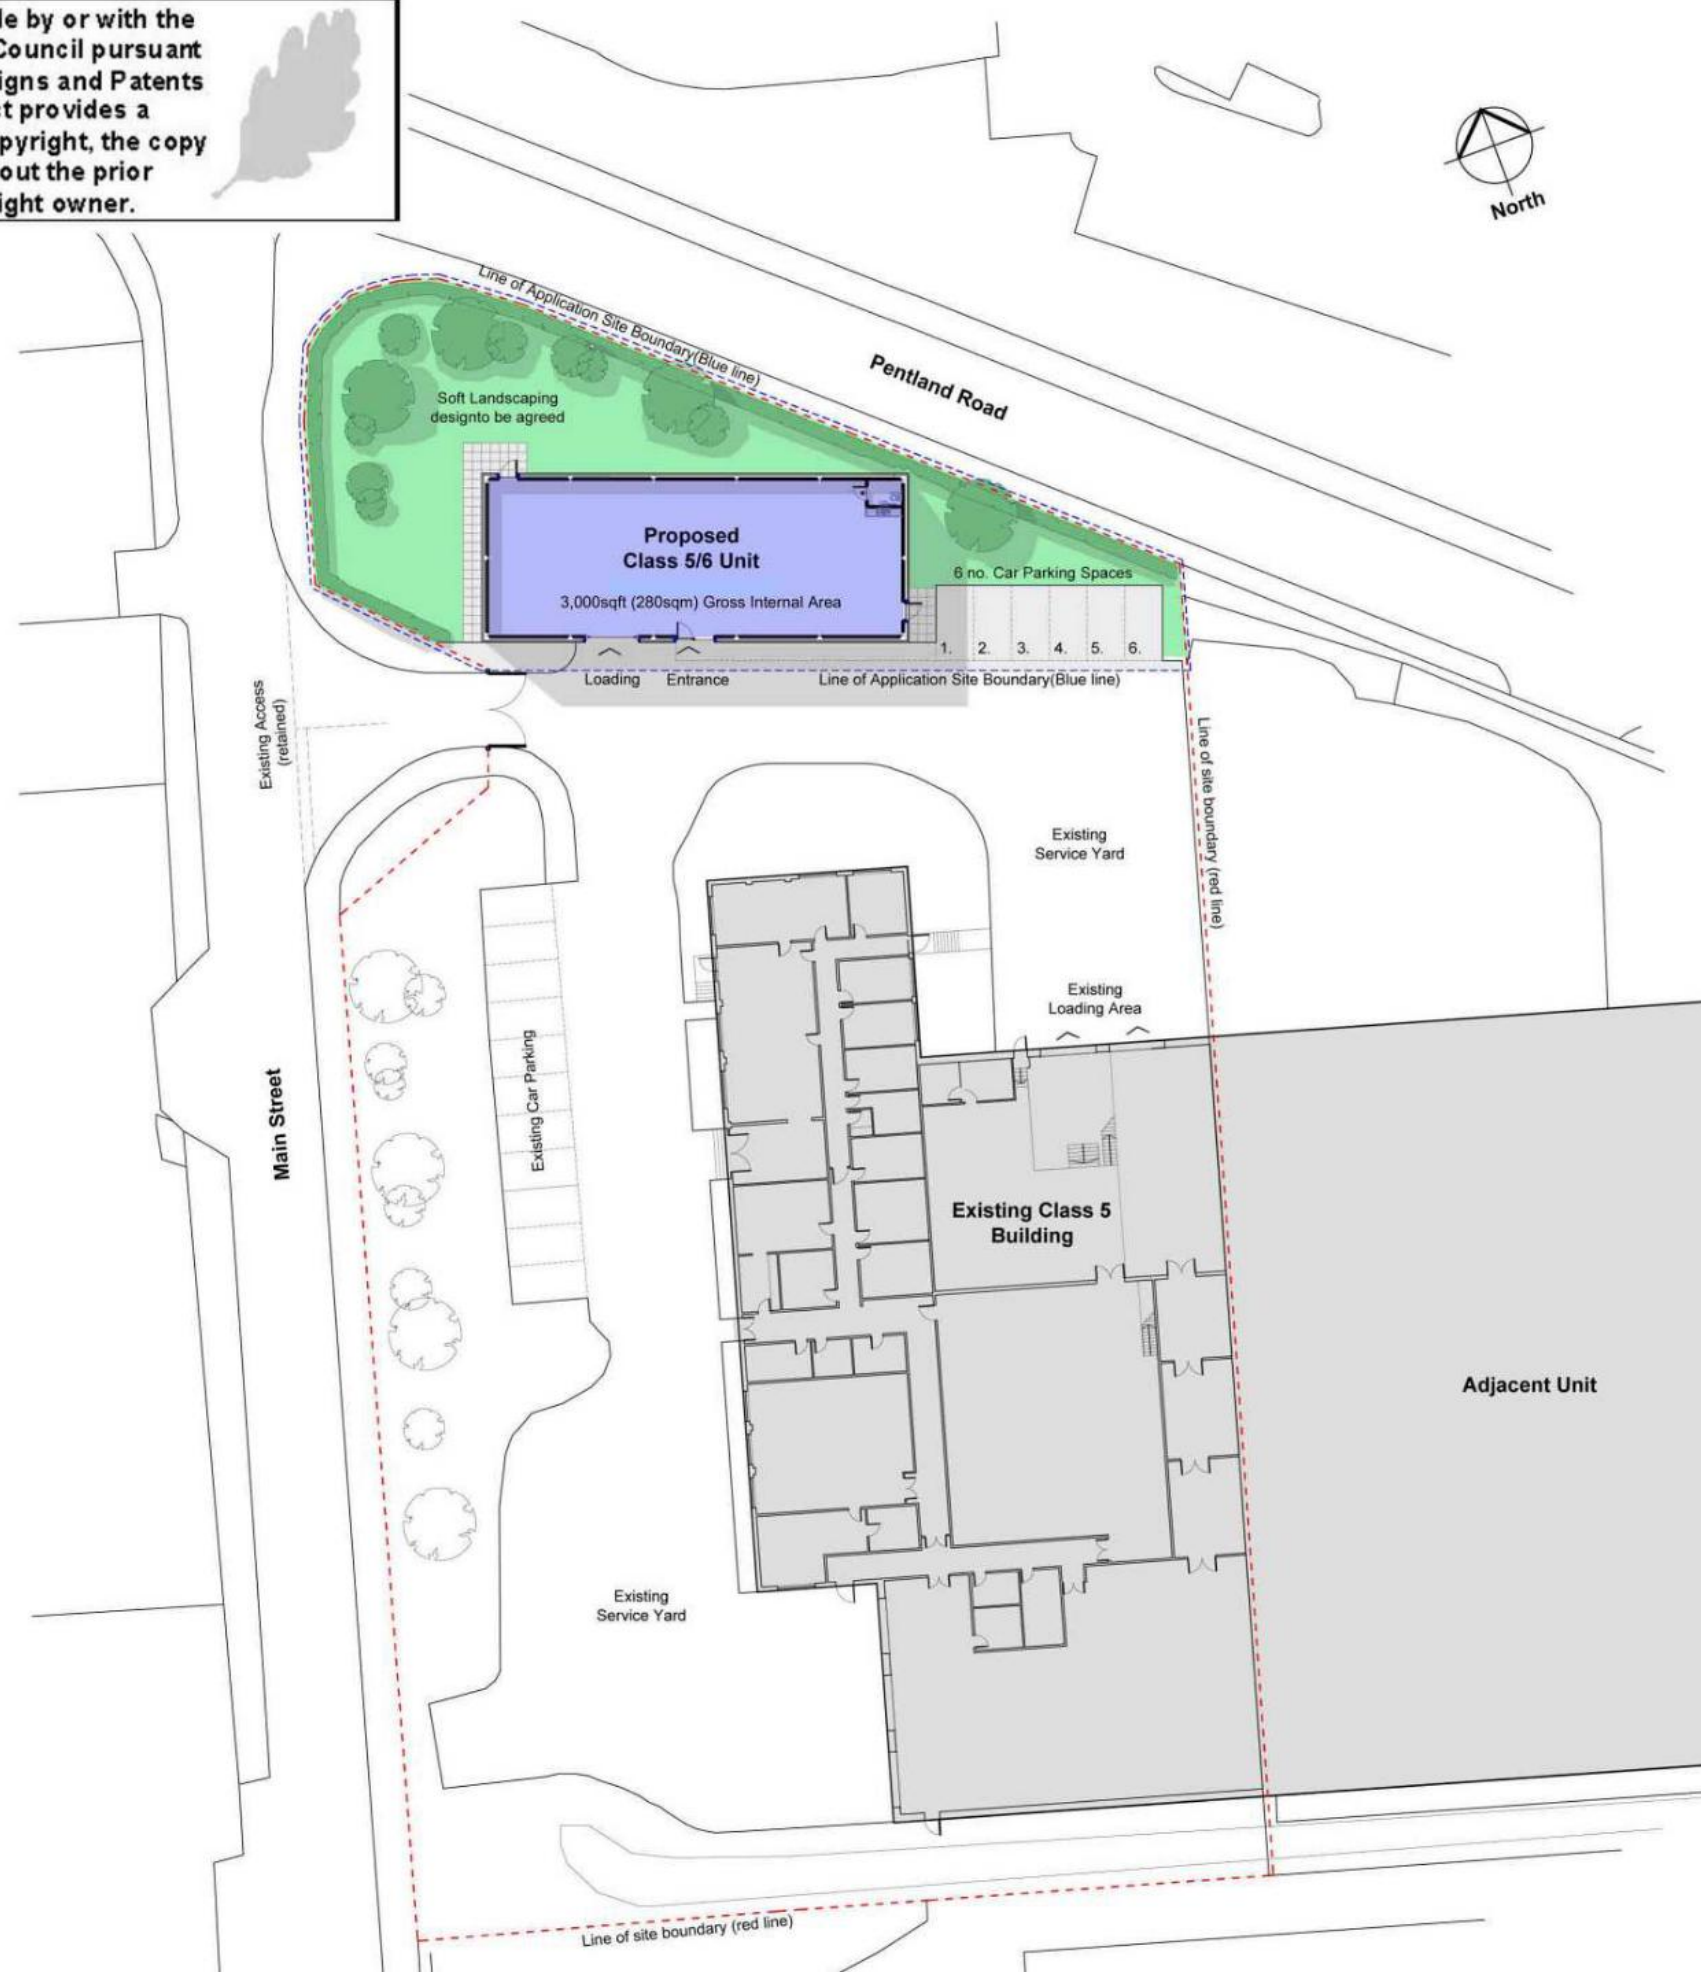 le by or with the
Council pursuant
igns and Patents
ct provides a
pyright, the copy
out the prior
ight owner.
North
Line of Application Site Boundary(Blue line)
Pentland Road
Soft Landscaping
designto be agreed
Proposed
Class 5/6 Unit
3,000sqft (280sqm) Gross Internal Area
6 no. Car Parking Spaces
1. 2. 3. 4. 5. 6.
Loading Entrance
Line of Application Site Boundary(Blue line)
Existing Access
(retained)
Line of site boundary (red line)
Existing
Service Yard
Existing
Loading Area
Existing Car Parking
Main Street
Existing Class 5
Building
Adjacent Unit
Existing
Service Yard
Line of site boundary (red line)